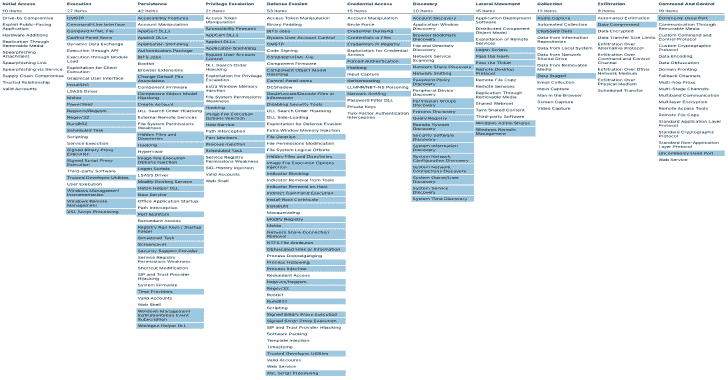 Initial Access
10 items
Drive-by Compromise
Exploit Public-Facing
Application
Hardware Additions
Replication Through
Removable Media
Spearphishing
Attachment
Spearphishing Link
Spearphishing via Service
Supply Chain Compromise
Trusted Relationship
Valid Accounts
Execution
27 items
AppleScript
CMSTP
Command-Line Interface
Compiled HTML File
Control Panel Items
Dynamic Data Exchange
Execution through API
Execution through Module
Load
Exploitation for Client
Execution
Graphical User Interface
InstallUtil
LSASS Driver
Mshta
PowerShell
Regsvcs/Regasm
Regsvr32
Rundll32
Scheduled Task
Scripting
Service Execution
Signed Binary Proxy
Execution
Signed Script Proxy
Execution
Third-party Software
Trusted Developer Utilities
User Execution
Windows Management
Instrumentation
Windows Remote
Management
XSL Script Processing
Persistence
42 items
Accessibility Features
Account Manipulation
AppCert DLLs
AppInit DLLs
Application Shimming
Authentication Package
BITS Jobs
Bootkit
Browser Extensions
Change Default File
Association
Component Firmware
Component Object Model
Hijacking
Create Account
DLL Search Order Hijacking
External Remote Services
File System Permissions
Weakness
Hidden Files and
Directories
Hooking
Hypervisor
Image File Execution
Options Injection
Logon Scripts
LSASS Driver
Modify Existing Service
Netsh Helper DLL
New Service
Office Application Startup
Path Interception
Port Monitors
Redundant Access
Registry Run Keys / Startup
Folder
Scheduled Task
Screensaver
Security Support Provider
Service Registry
Permissions Weakness
Shortcut Modification
SIP and Trust Provider
Hijacking
System Firmware
Time Providers
Valid Accounts
Web Shell
Windows Management
Instrumentation Event
Subscription
Winlogon Helper DLL
Privilege Escalation
21 items
Access Token
Manipulation
Accessibility Features
AppCert DLLs
AppInit DLLs
Application Shimming
Bypass User Account
Control
DLL Search Order
Hijacking
Exploitation for Privilege
Escalation
Extra Window Memory
Injection
File System Permissions
Weakness
Hooking
Image File Execution
Options Injection
New Service
Path Interception
Port Monitors
Process Injection
Scheduled Task
Service Registry
Permissions Weakness
SID-History Injection
Valid Accounts
Web Shell
Defense Evasion
53 items
Access Token Manipulation
Binary Padding
BITS Jobs
Bypass User Account Control
CMSTP
Code Signing
Compiled HTML File
Component Firmware
Component Object Model
Hijacking
Control Panel Items
DCShadow
Deobfuscate/Decode Files or
Information
Disabling Security Tools
DLL Search Order Hijacking
DLL Side-Loading
Exploitation for Defense Evasion
Extra Window Memory Injection
File Deletion
File Permissions Modification
File System Logical Offsets
Hidden Files and Directories
Image File Execution Options
Injection
Indicator Blocking
Indicator Removal from Tools
Indicator Removal on Host
Indirect Command Execution
Install Root Certificate
InstallUtil
Masquerading
Modify Registry
Mshta
Network Share Connection
Removal
NTFS File Attributes
Obfuscated Files or Information
Process Doppelgänging
Process Hollowing
Process Injection
Redundant Access
Regsvcs/Regasm
Regsvr32
Rootkit
Rundll32
Scripting
Signed Binary Proxy Execution
Signed Script Proxy Execution
SIP and Trust Provider Hijacking
Software Packing
Template Injection
Timestomp
Trusted Developer Utilities
Valid Accounts
Web Service
XSL Script Processing
Credential Access
15 items
Account Manipulation
Brute Force
Credential Dumping
Credentials in Files
Credentials in Registry
Exploitation for Credential
Access
Forced Authentication
Hooking
Input Capture
Kerberoasting
LLMNR/NBT-NS Poisoning
Network Sniffing
Password Filter DLL
Private Keys
Two-Factor Authentication
Interception
Discovery
20 items
Account Discovery
Application Window
Discovery
Browser Bookmark
Discovery
File and Directory
Discovery
Network Service
Scanning
Network Share Discovery
Network Sniffing
Password Policy
Discovery
Peripheral Device
Discovery
Permission Groups
Discovery
Process Discovery
Query Registry
Remote System
Discovery
Security Software
Discovery
System Information
Discovery
System Network
Configuration Discovery
System Network
Connections Discovery
System Owner/User
Discovery
System Service
Discovery
System Time Discovery
Lateral Movement
15 items
Application Deployment
Software
Distributed Component
Object Model
Exploitation of Remote
Services
Logon Scripts
Pass the Hash
Pass the Ticket
Remote Desktop
Protocol
Remote File Copy
Remote Services
Replication Through
Removable Media
Shared Webroot
Taint Shared Content
Third-party Software
Windows Admin Shares
Windows Remote
Management
Collection
13 items
Audio Capture
Automated Collection
Clipboard Data
Data from Information
Repositories
Data from Local System
Data from Network
Shared Drive
Data from Removable
Media
Data Staged
Email Collection
Input Capture
Man in the Browser
Screen Capture
Video Capture
Exfiltration
9 items
Automated Exfiltration
Data Compressed
Data Encrypted
Data Transfer Size Limits
Exfiltration Over
Alternative Protocol
Exfiltration Over
Command and Control
Channel
Exfiltration Over Other
Network Medium
Exfiltration Over
Physical Medium
Scheduled Transfer
Command And Control
19 items
Commonly Used Port
Communication Through
Removable Media
Custom Command and
Control Protocol
Custom Cryptographic
Protocol
Data Encoding
Data Obfuscation
Domain Fronting
Fallback Channels
Multi-hop Proxy
Multi-Stage Channels
Multiband Communication
Multilayer Encryption
Remote Access Tools
Remote File Copy
Standard Application Layer
Protocol
Standard Cryptographic
Protocol
Standard Non-Application
Layer Protocol
Uncommonly Used Port
Web Service